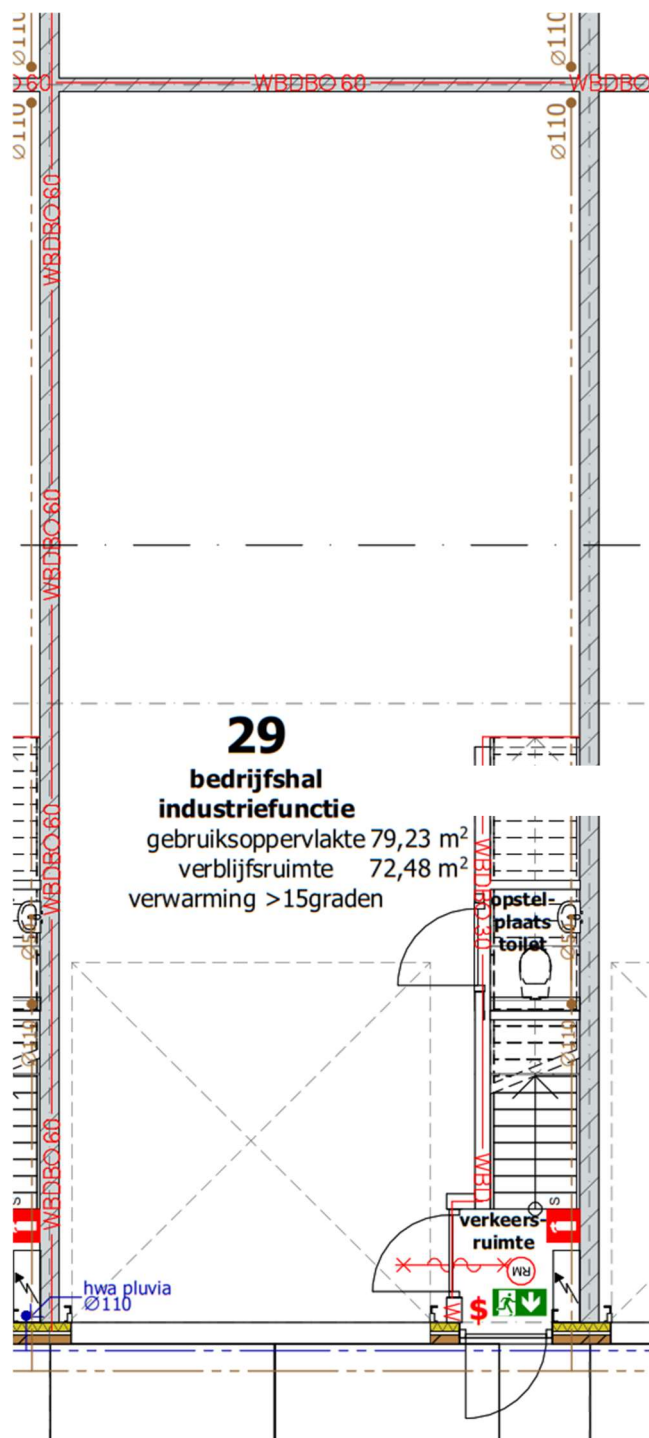 Ø110
Ø110
O 60
WBDBO 60
WBDBO
Ø110
Ø110
WBDBO 60
WBDBO 60
29
bedrijfshal
industriefunctie
gebruiksoppervlakte 79,23 m²
verblijfsruimte 72,48 m²
verwarming >15graden
WBDBO 60
WBDBO 30
opstel-
plaats
toilet
Ø50
Ø50
Ø110
Ø110
WBDBO 60
WBD
S
S
verkeers-
ruimte
RM
hwa pluvia
Ø110
W
$